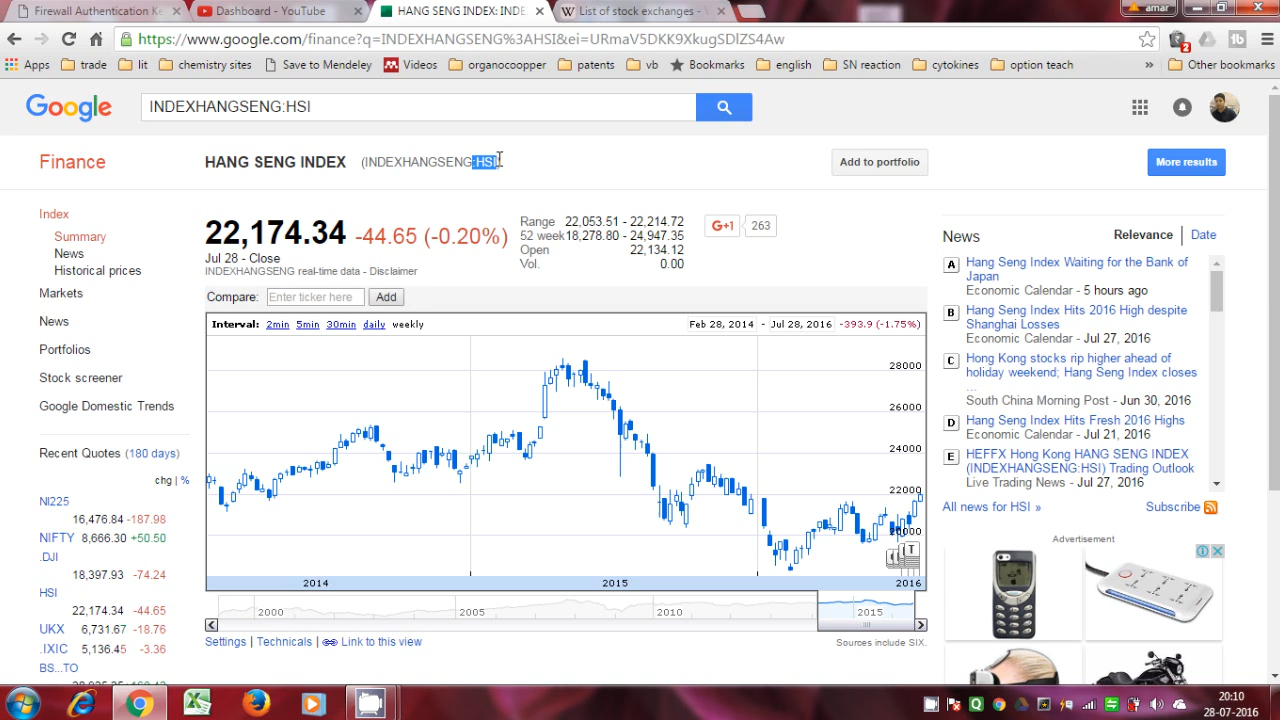 Firewall Authentication Ke
Dashboard - YouTube
HANG SENG INDEX: INDE
List of stock exchanges - V
amar
https://www.google.com/finance?q=INDEXHANGSENG%3AHSI&ei=URmaV5DKK9XkugSDlZS4Aw
2
Apps trade lit chemistry sites Save to Mendeley Videos organocoopper patents vb Bookmarks english SN reaction cytokines option teach » Other bookmarks
Google
INDEXHANGSENG:HSI
Finance
HANG SENG INDEX (INDEXHANGSENG:HSI)
Add to portfolio
More results
Index
Summary
News
Historical prices
Markets
News
Portfolios
Stock screener
Google Domestic Trends
Recent Quotes (180 days)
chg | %
NI225
16,476.84 -187.98
NIFTY 8,666.30 +50.50
.DJI
18,397.93 -74.24
HSI
22,174.34 -44.65
UKX 6,731.67 -18.76
.IXIC 5,136.45 -3.36
BS...TO
22,174.34 -44.65 (-0.20%)
Jul 28 - Close
INDEXHANGSENG real-time data - Disclaimer
Range 22,053.51 - 22,214.72
52 week 18,278.80 - 24,947.35
Open 22,134.12
Vol. 0.00
G+1 263
Compare: Enter ticker here Add
Interval: 2min 5min 30min daily weekly
Feb 28, 2014 - Jul 28, 2016 -393.9 (-1.75%)
28000
26000
24000
22000
20000
T
2014 2015 2016
2000 2005 2010 2015
Settings | Technicals | Link to this view
Sources include SIX.
News
Relevance | Date
A Hang Seng Index Waiting for the Bank of
Japan
Economic Calendar - 5 hours ago
B Hang Seng Index Hits 2016 High despite
Shanghai Losses
Economic Calendar - Jul 27, 2016
C Hong Kong stocks rip higher ahead of
holiday weekend; Hang Seng Index closes
...
South China Morning Post - Jun 30, 2016
D Hang Seng Index Hits Fresh 2016 Highs
Economic Calendar - Jul 21, 2016
E HEFFX Hong Kong HANG SENG INDEX
(INDEXHANGSENG:HSI) Trading Outlook
Live Trading News - Jul 27, 2016
All news for HSI »
Subscribe
Advertisement
20:10
28-07-2016